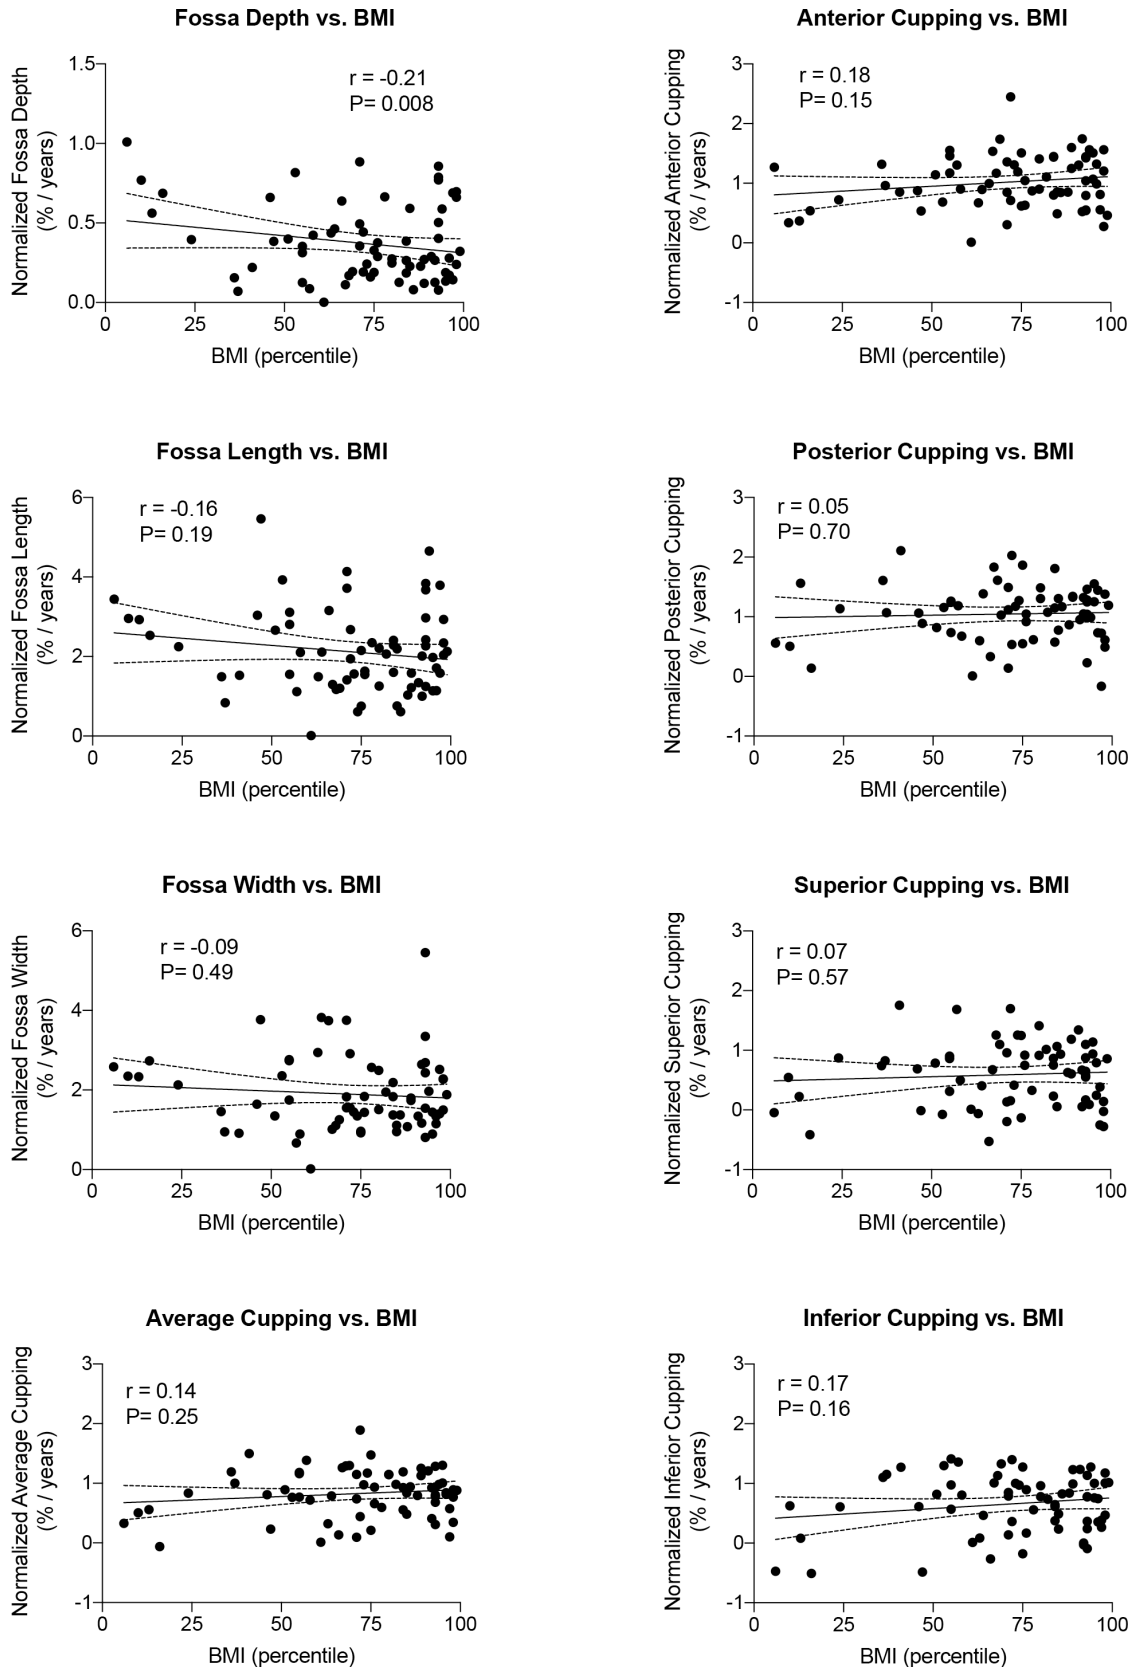 Fossa Depth vs. BMI
Normalized Fossa Depth
(% / years)
1.5
1.0
0.5
0.0
r = -0.21
P= 0.008
0 25 50 75 100
BMI (percentile)
Anterior Cupping vs. BMI
Normalized Anterior Cupping
(% / years)
3
2
1
0
-1
r = 0.18
P= 0.15
0 25 50 75 100
BMI (percentile)
Fossa Length vs. BMI
Normalized Fossa Length
(% / years)
6
4
2
0
r = -0.16
P= 0.19
0 25 50 75 100
BMI (percentile)
Posterior Cupping vs. BMI
Normalized Posterior Cupping
(% / years)
3
2
1
0
-1
r = 0.05
P= 0.70
0 25 50 75 100
BMI (percentile)
Fossa Width vs. BMI
Normalized Fossa Width
(% / years)
6
4
2
0
r = -0.09
P= 0.49
0 25 50 75 100
BMI (percentile)
Superior Cupping vs. BMI
Normalized Superior Cupping
(% / years)
3
2
1
0
-1
r = 0.07
P= 0.57
0 25 50 75 100
BMI (percentile)
Average Cupping vs. BMI
Normalized Average Cupping
(% / years)
3
2
1
0
-1
r = 0.14
P= 0.25
0 25 50 75 100
BMI (percentile)
Inferior Cupping vs. BMI
Normalized Inferior Cupping
(% / years)
3
2
1
0
-1
r = 0.17
P= 0.16
0 25 50 75 100
BMI (percentile)